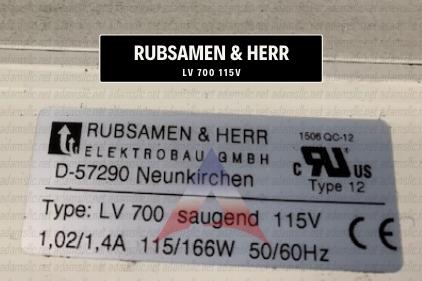 RUBSAMEN & HERR
LV 700 115V
RUBSAMEN & HERR
ELEKTROBAU GMBH
D-57290 Neunkirchen
1506 QC-12
c RU US
Type 12
Type: LV 700 saugend 115V
1,02/1,4A 115/166W 50/60Hz
CE